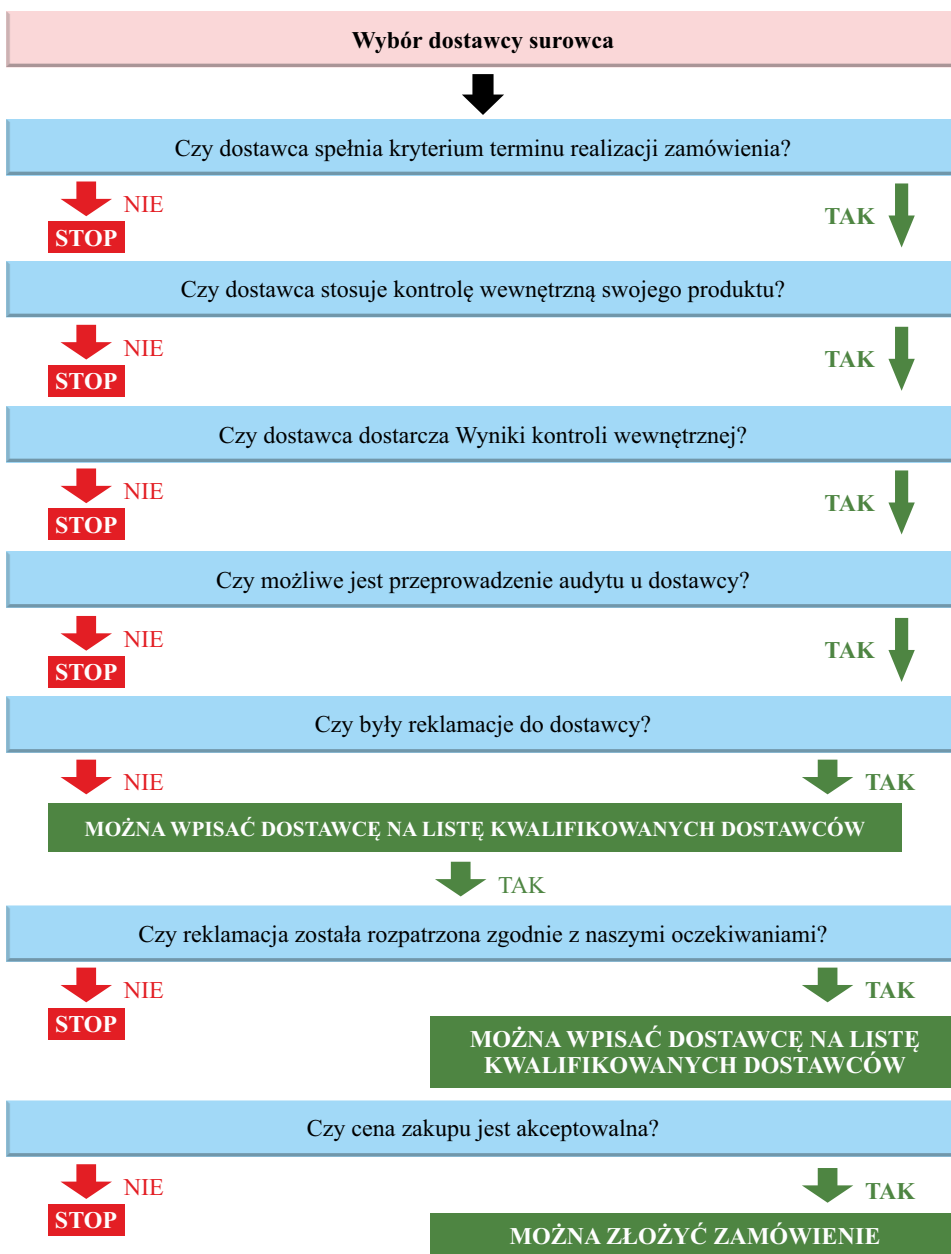 Wybór dostawcy surowca
Czy dostawca spełnia kryterium terminu realizacji zamówienia?
NIE
TAK
STOP
Czy dostawca stosuje kontrolę wewnętrzną swojego produktu?
NIE
TAK
STOP
Czy dostawca dostarcza Wyniki kontroli wewnętrznej?
NIE
TAK
STOP
Czy możliwe jest przeprowadzenie audytu u dostawcy?
NIE
TAK
STOP
Czy były reklamacje do dostawcy?
NIE
TAK
MOŻNA WPISAĆ DOSTAWCĘ NA LISTĘ KWALIFIKOWANYCH DOSTAWCÓW
TAK
Czy reklamacja została rozpatrzona zgodnie z naszymi oczekiwaniami?
NIE
TAK
STOP
MOŻNA WPISAĆ DOSTAWCĘ NA LISTĘ
KWALIFIKOWANYCH DOSTAWCÓW
Czy cena zakupu jest akceptowalna?
NIE
TAK
STOP
MOŻNA ZŁOŻYĆ ZAMÓWIENIE